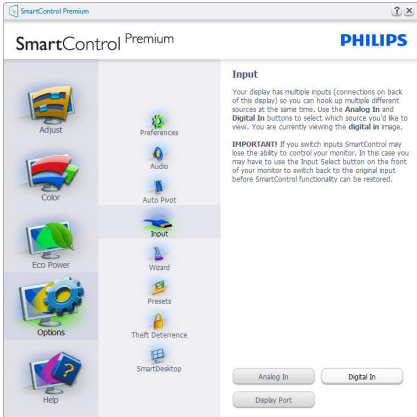 SmartControl Premium
SmartControl Premium
PHILIPS
Adjust
Color
Eco Power
Options
Help
Preferences
Audio
Auto Pivot
Input
Wizard
Presets
Theft Deterrence
SmartDesktop
Input
Your display has multiple inputs (connections on back
of this display) so you can hook up multiple different
sources at the same time. Use the Analog In and
Digital In buttons to select which source you'd like to
view. You are currently viewing the digital in image.
IMPORTANT! If you switch inputs SmartControl may
lose the ability to control your monitor. In this case you
may have to use the Input Select button on the front
of your monitor to switch back to the original input
before SmartControl functionality can be restored.
Analog In
Digital In
Display Port